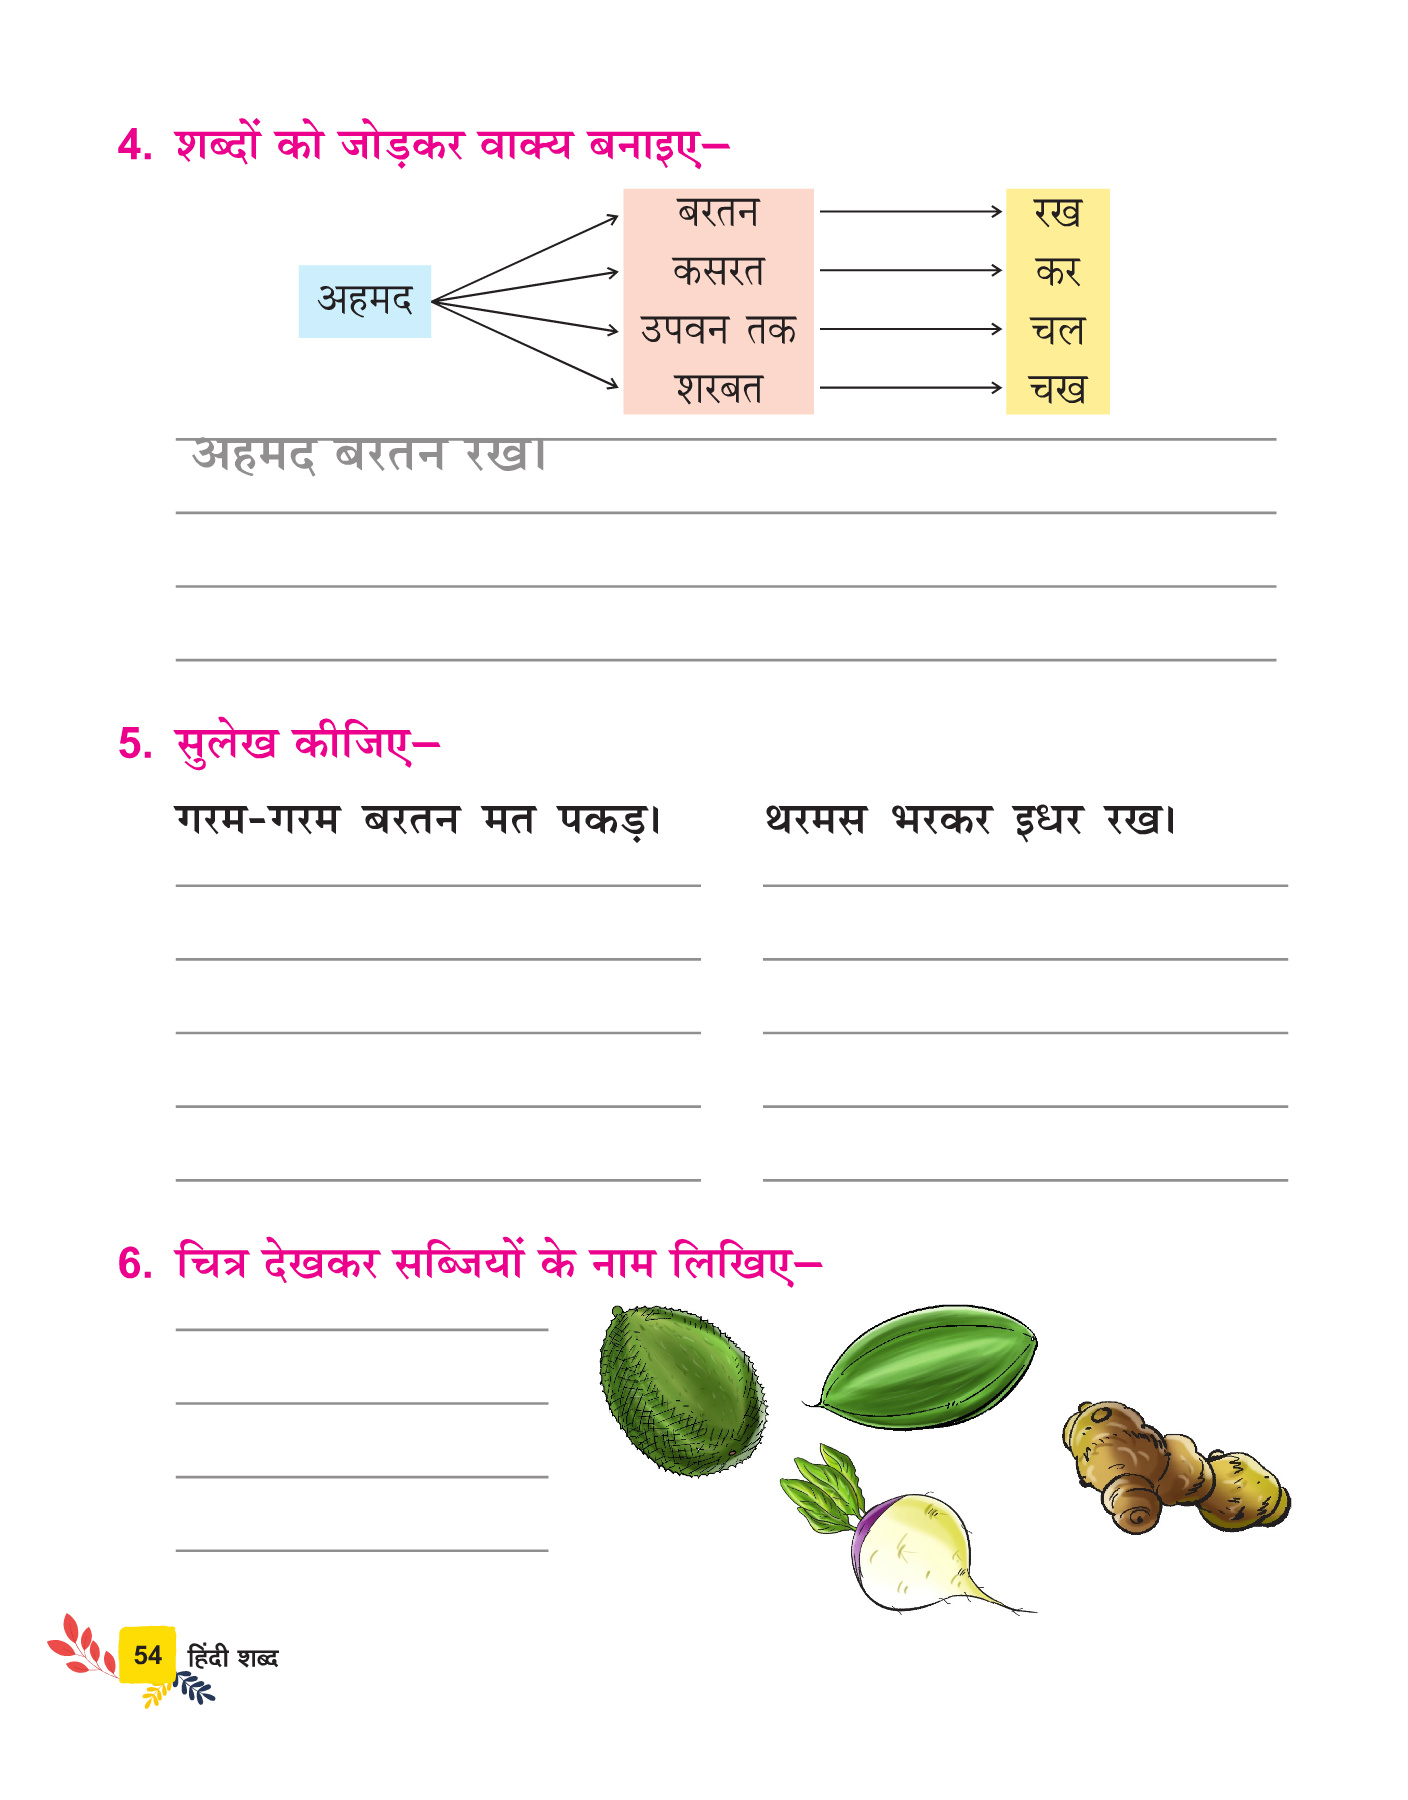 4. शब्दों को जोड़कर वाक्य बनाइए–
बरतन रख
कसरत कर
अहमद
उपवन तक चल
शरबत चख
अहमद बरतन रख।
5. सुलेख कीजिए–
गरम-गरम बरतन मत पकड़। थरमस भरकर इधर रख।
6. चित्र देखकर सब्जियों के नाम लिखिए–
54 हिंदी शब्द